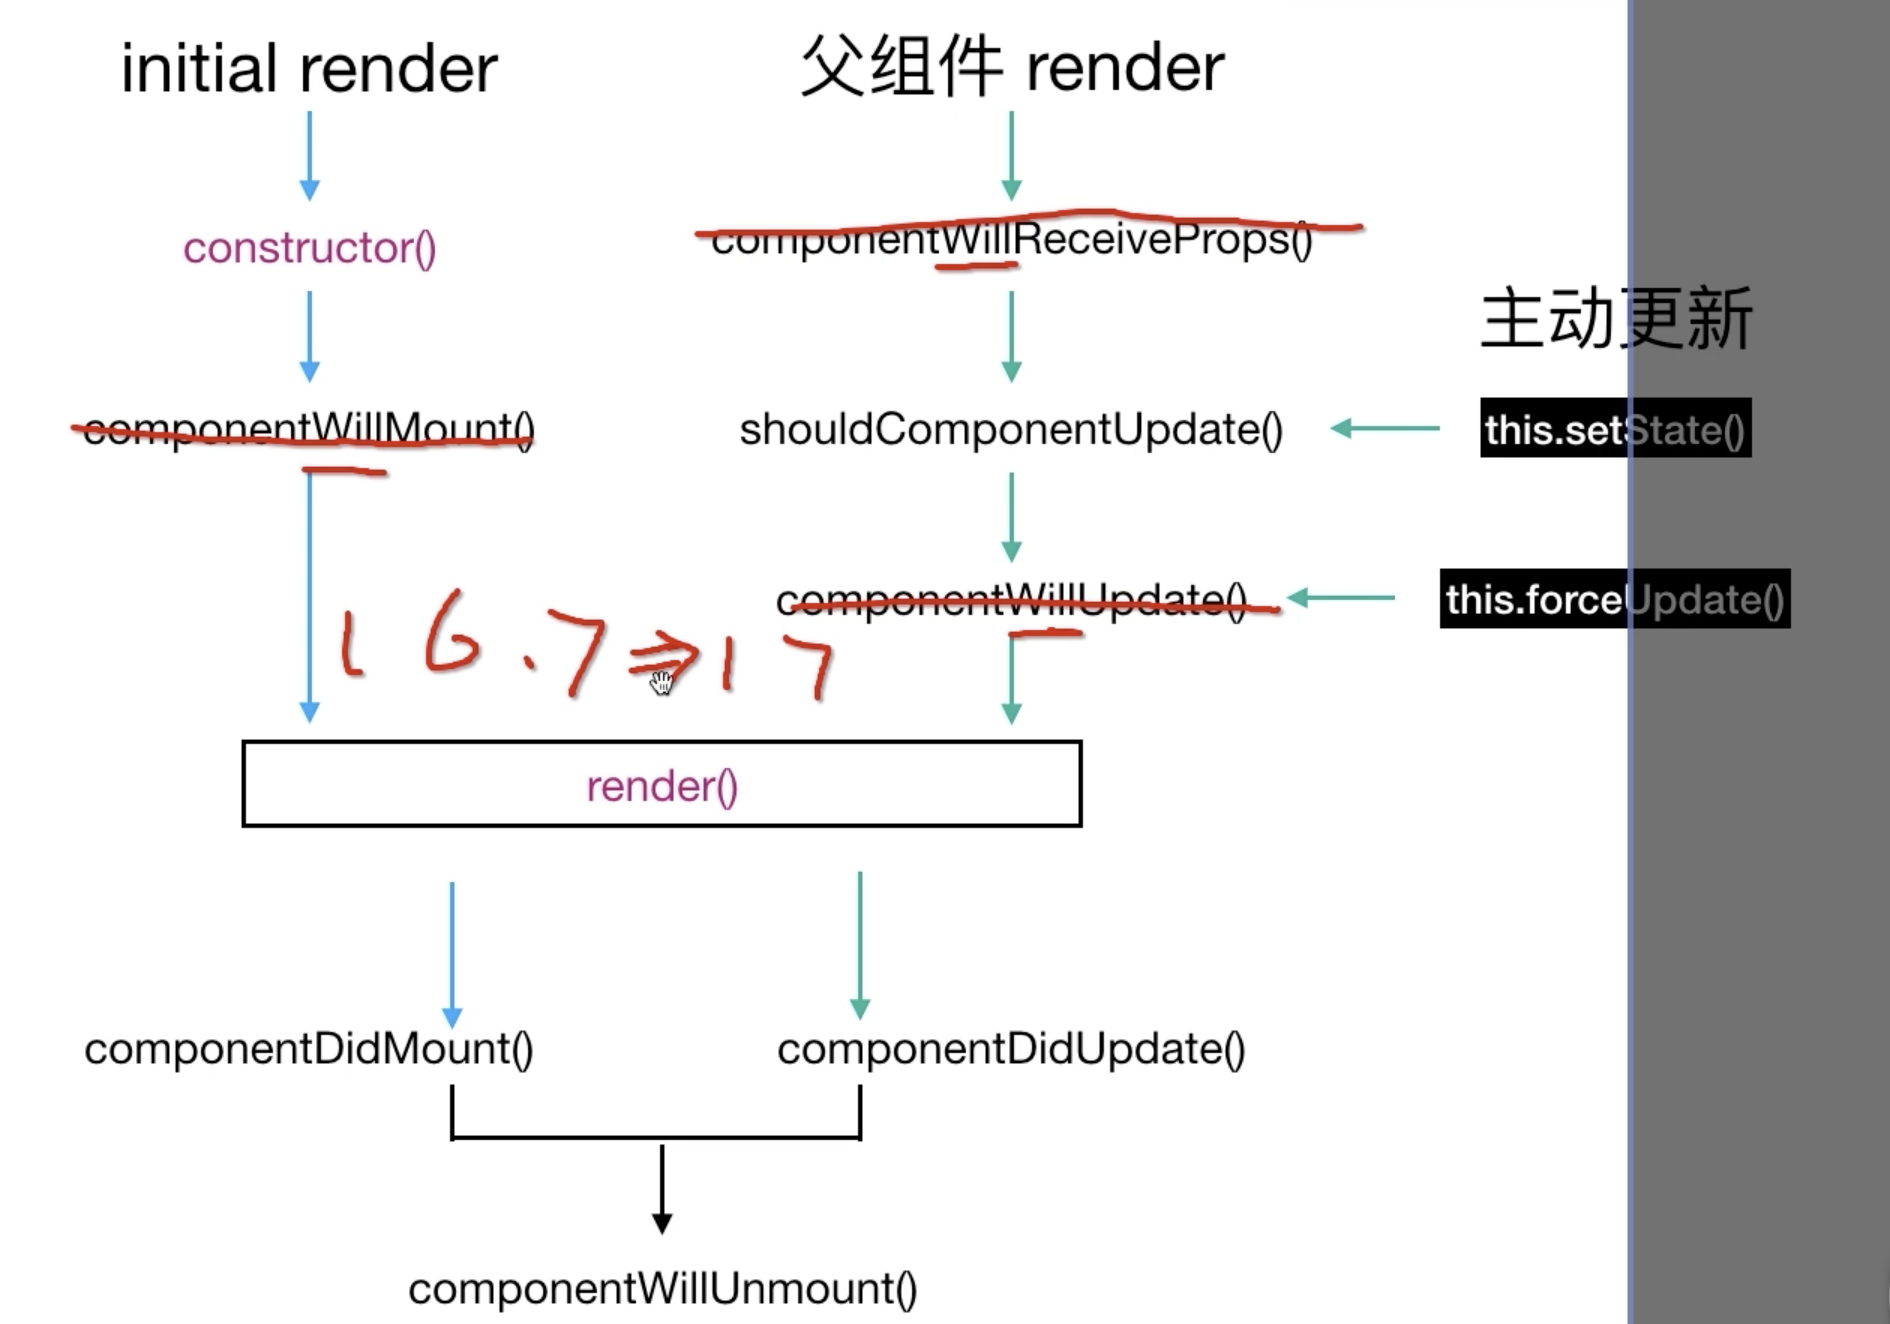 initial render
父组件 render
constructor()
componentWillReceiveProps()
主动更新
componentWillMount()
shouldComponentUpdate()
this.setState()
componentWillUpdate()
this.forceUpdate()
16.7⇒17
render()
componentDidMount()
componentDidUpdate()
componentWillUnmount()